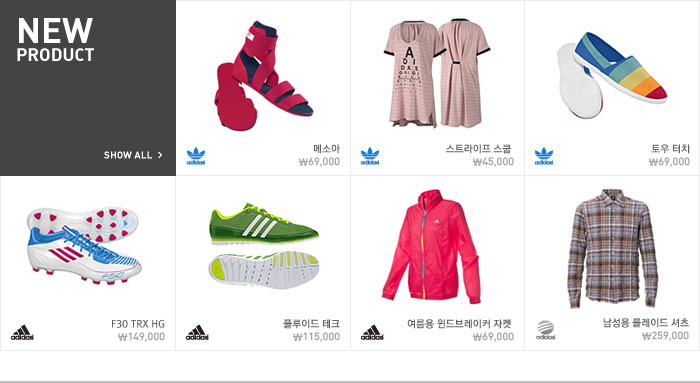 NEW
PRODUCT
SHOW ALL >
adidas
메소아
₩69,000
A
DI
DAS
adidas
스트라이프 스쿱
₩45,000
adidas
토우 터치
₩69,000
F50
adidas
F30 TRX HG
₩149,000
adidas
플루이드 테크
₩115,000
adidas
여름용 윈드브레이커 자켓
₩69,000
adidas
남성용 플레이드 셔츠
₩259,000